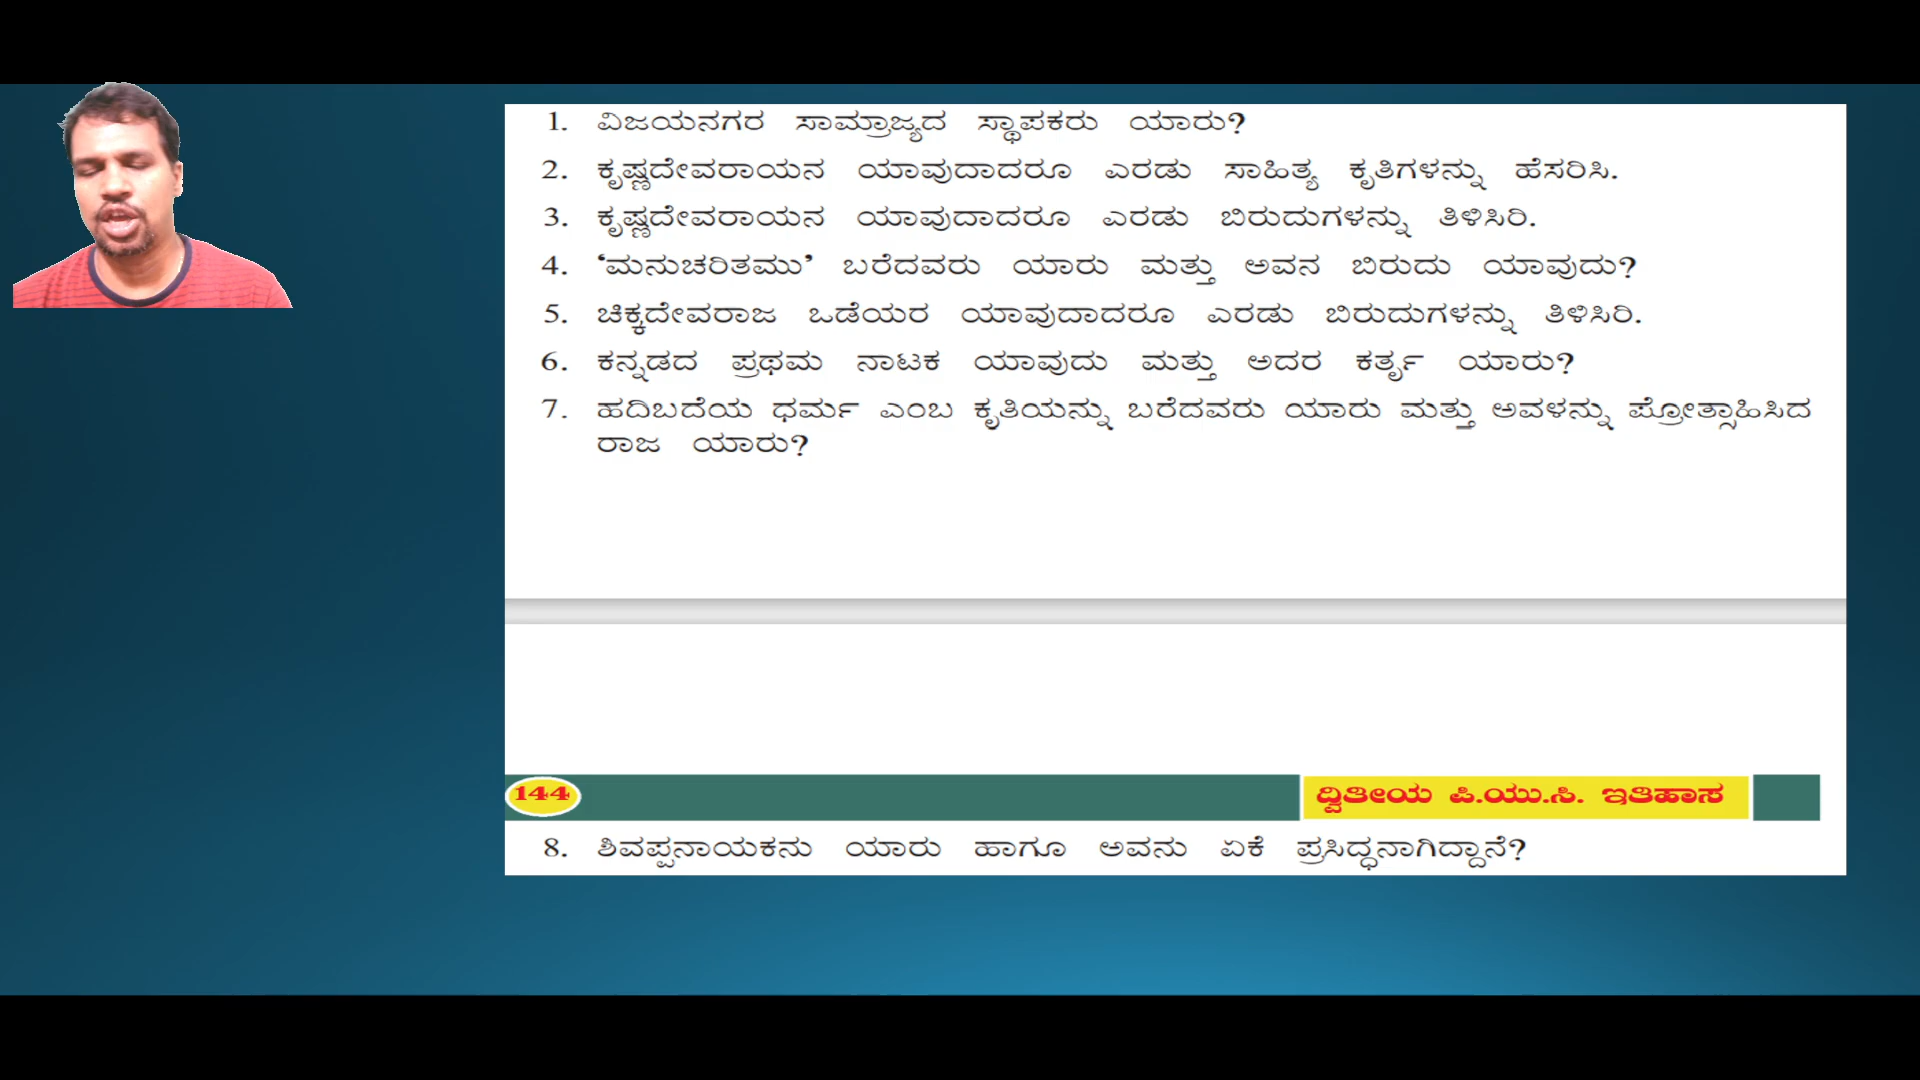 1. ವಿಜಯನಗರ ಸಾಮ್ರಾಜ್ಯದ ಸ್ಥಾಪಕರು ಯಾರು?
2. ಕೃಷ್ಣದೇವರಾಯನ ಯಾವುದಾದರೂ ಎರಡು ಸಾಹಿತ್ಯ ಕೃತಿಗಳನ್ನು ಹೆಸರಿಸಿ.
3. ಕೃಷ್ಣದೇವರಾಯನ ಯಾವುದಾದರೂ ಎರಡು ಬಿರುದುಗಳನ್ನು ತಿಳಿಸಿರಿ.
4. ‘ಮನುಚರಿತಮು’ ಬರೆದವರು ಯಾರು ಮತ್ತು ಅವನ ಬಿರುದು ಯಾವುದು?
5. ಚಿಕ್ಕದೇವರಾಜ ಒಡೆಯರ ಯಾವುದಾದರೂ ಎರಡು ಬಿರುದುಗಳನ್ನು ತಿಳಿಸಿರಿ.
6. ಕನ್ನಡದ ಪ್ರಥಮ ನಾಟಕ ಯಾವುದು ಮತ್ತು ಅದರ ಕರ್ತೃ ಯಾರು?
7. ಹದಿಬದೆಯ ಧರ್ಮ ಎಂಬ ಕೃತಿಯನ್ನು ಬರೆದವರು ಯಾರು ಮತ್ತು ಅವಳನ್ನು ಪ್ರೋತ್ಸಾಹಿಸಿದ
ರಾಜ ಯಾರು?
144 ದ್ವಿತೀಯ ಪಿ.ಯು.ಸಿ. ಇತಿಹಾಸ
8. ಶಿವಪ್ಪನಾಯಕನು ಯಾರು ಹಾಗೂ ಅವನು ಏಕೆ ಪ್ರಸಿದ್ಧನಾಗಿದ್ದಾನೆ?